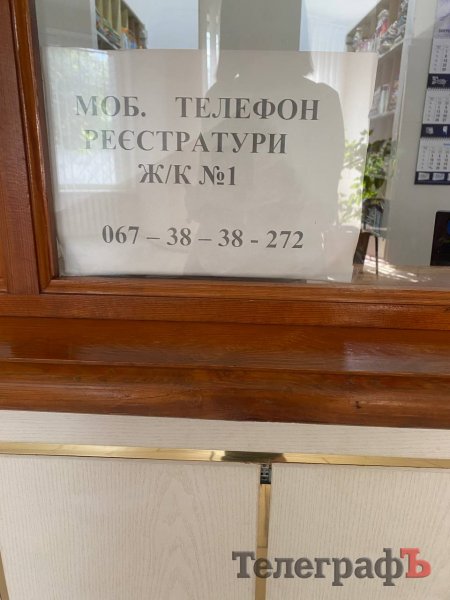 МОБ. ТЕЛЕФОН
РЕЄСТРАТУРИ
Ж/К №1
067 – 38 – 38 - 272
ТелеграфЪ